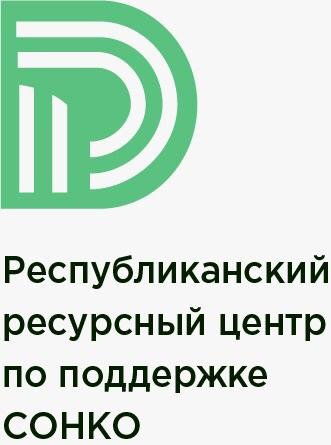 Республиканский
ресурсный центр
по поддержке
СОНКО